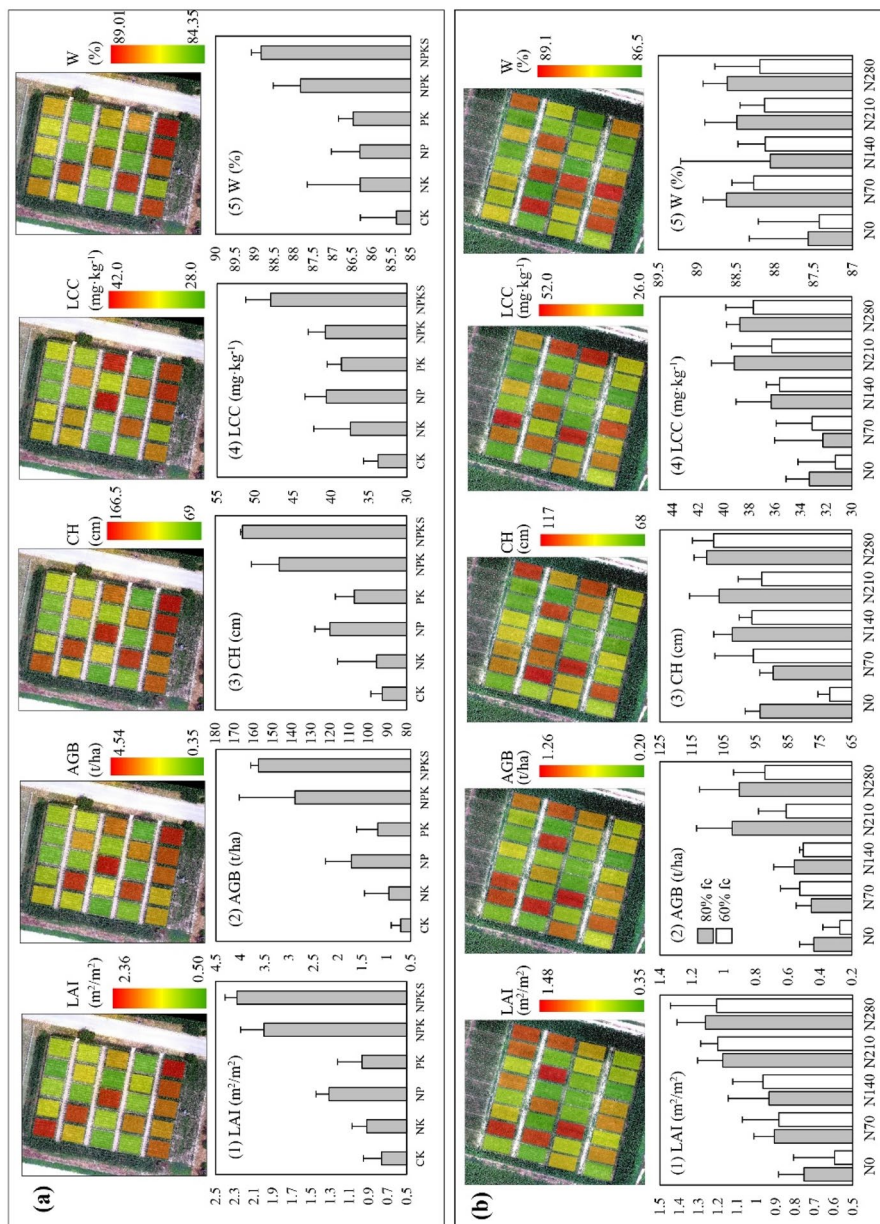 (a)
LAI
(m²/m²)
2.36
0.50
AGB
(t/ha)
4.54
0.35
CH
(cm)
166.5
69
LCC
(mg·kg⁻¹)
42.0
28.0
W
(%)
89.01
84.35
(1) LAI (m²/m²)
2.5
2.3
2.1
1.9
1.7
1.5
1.3
1.1
0.9
0.7
0.5
CK NK NP PK NPK NPKS
(2) AGB (t/ha)
4.5
4
3.5
3
2.5
2
1.5
1
0.5
CK NK NP PK NPK NPKS
(3) CH (cm)
180
170
160
150
140
130
120
110
100
90
80
CK NK NP PK NPK NPKS
(4) LCC (mg·kg⁻¹)
55
50
45
40
35
30
CK NK NP PK NPK NPKS
(5) W (%)
90
89.5
89
88.5
88
87.5
87
86.5
86
85.5
85
CK NK NP PK NPK NPKS
(b)
LAI
(m²/m²)
1.48
0.35
AGB
(t/ha)
1.26
0.20
CH
(cm)
117
68
LCC
(mg·kg⁻¹)
52.0
26.0
W
(%)
89.1
86.5
(1) LAI (m²/m²)
1.5
1.4
1.3
1.2
1.1
1
0.9
0.8
0.7
0.6
0.5
N0 N70 N140 N210 N280
(2) AGB (t/ha)
80% fc
60% fc
1.4
1.2
1
0.8
0.6
0.4
0.2
N0 N70 N140 N210 N280
(3) CH (cm)
125
115
105
95
85
75
65
N0 N70 N140 N210 N280
(4) LCC (mg·kg⁻¹)
44
42
40
38
36
34
32
30
N0 N70 N140 N210 N280
(5) W (%)
89.5
89
88.5
88
87.5
87
N0 N70 N140 N210 N280